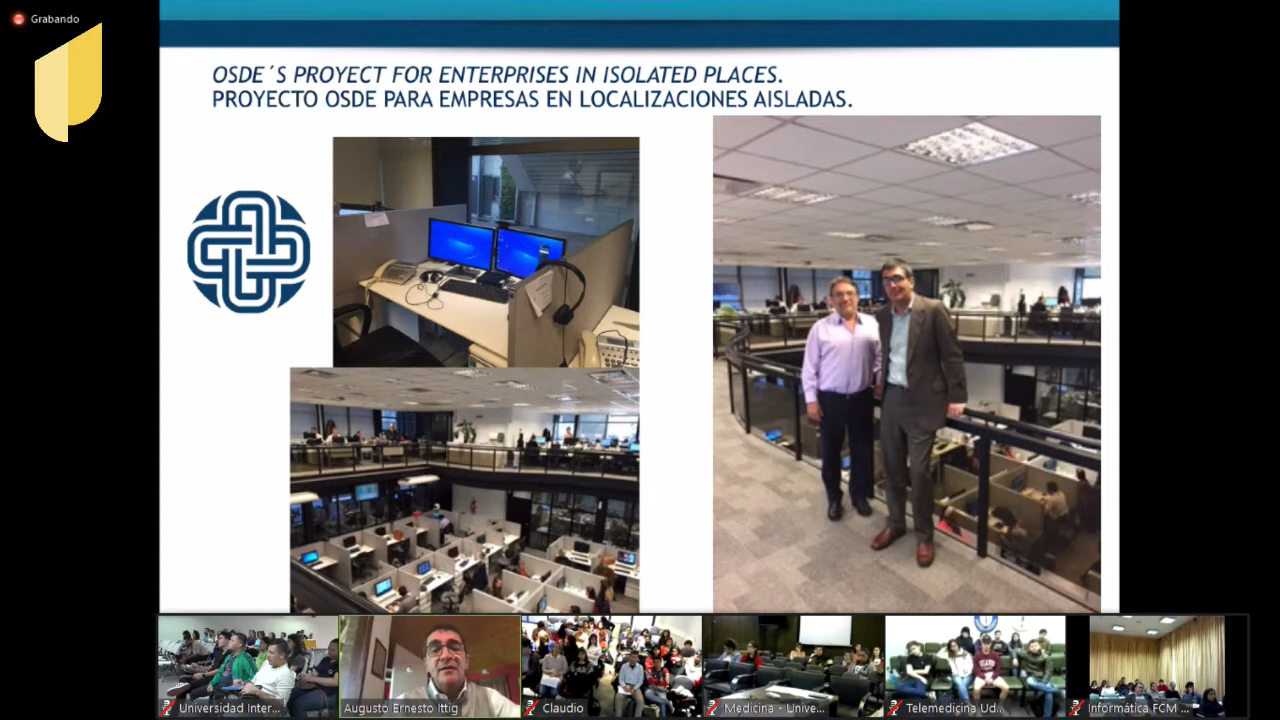 Grabando
OSDE´S PROYECT FOR ENTERPRISES IN ISOLATED PLACES.
PROYECTO OSDE PARA EMPRESAS EN LOCALIZACIONES AISLADAS.
Universidad Inter...
Augusto Ernesto Ittig
Claudio
Medicina - Unive...
Telemedicina Ud...
Informática FCM ...